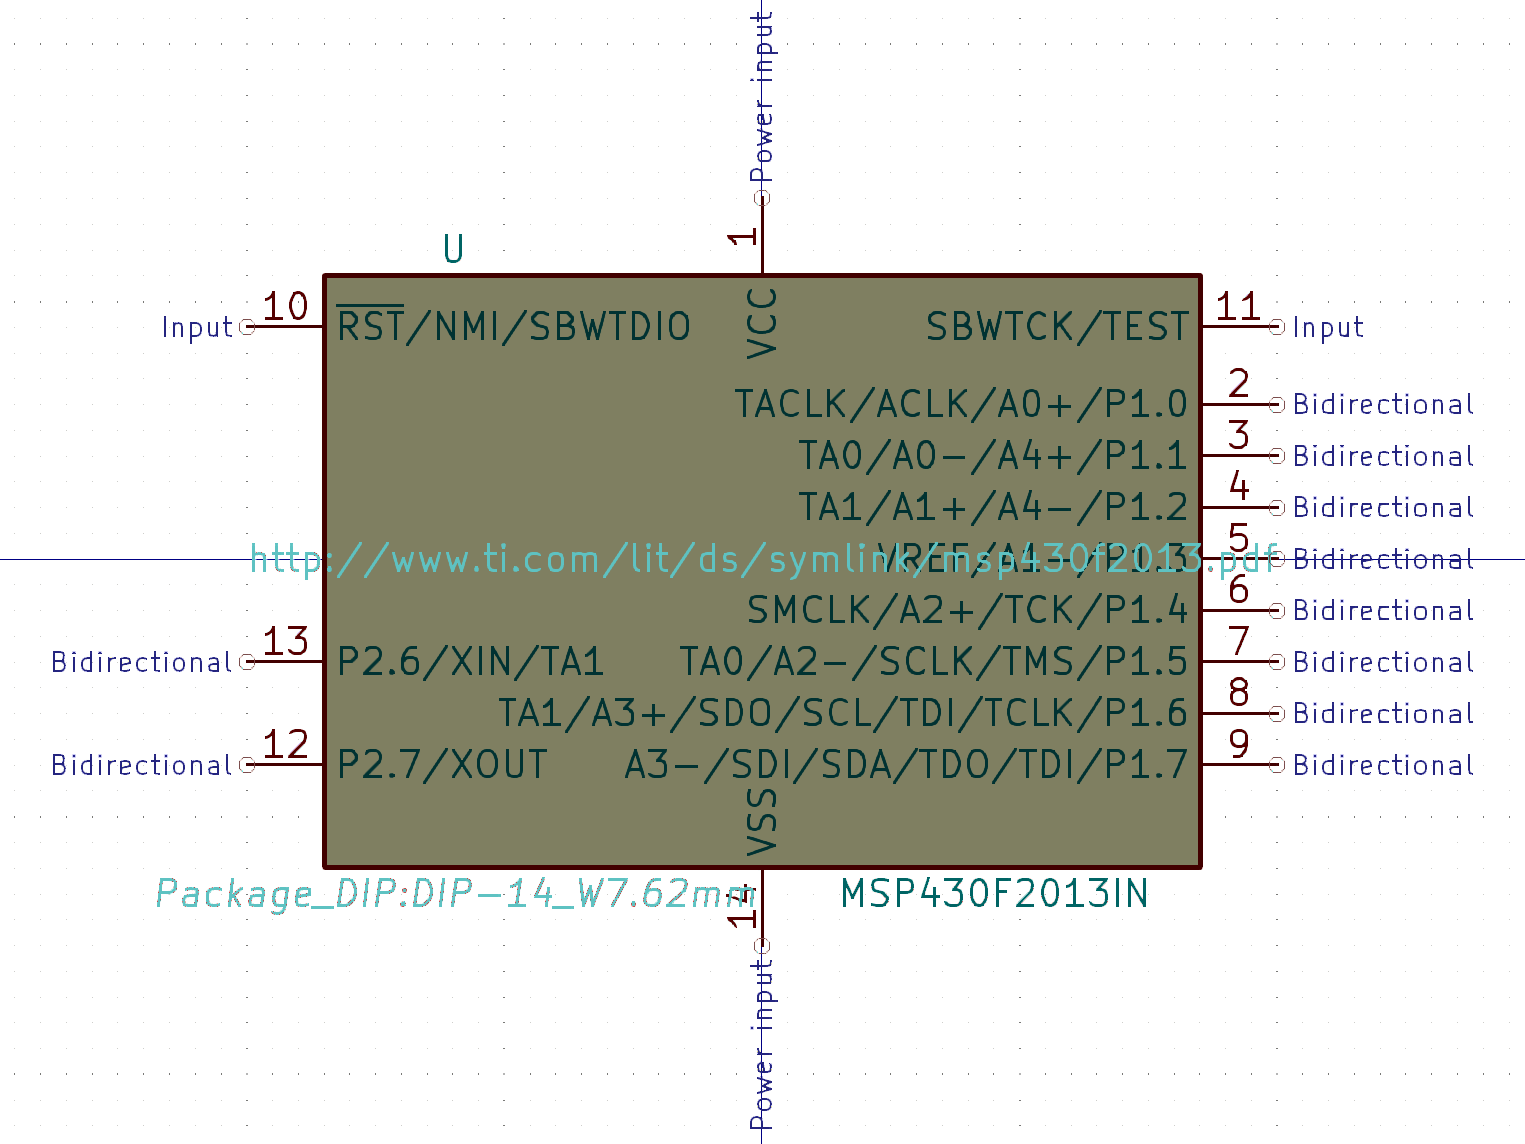 Power input
1
U
VCC
10
Input
RST/NMI/SBWTDIO
SBWTCK/TEST
11
Input
TACLK/ACLK/A0+/P1.0
2
Bidirectional
TA0/A0-/A4+/P1.1
3
Bidirectional
TA1/A1+/A4-/P1.2
4
Bidirectional
http://www.ti.com/lit/ds/symlink/msp430f2013.pdf
VREF/A1-/P1.3
5
Bidirectional
SMCLK/A2+/TCK/P1.4
6
Bidirectional
Bidirectional
13
P2.6/XIN/TA1
TA0/A2-/SCLK/TMS/P1.5
7
Bidirectional
TA1/A3+/SDO/SCL/TDI/TCLK/P1.6
8
Bidirectional
Bidirectional
12
P2.7/XOUT
A3-/SDI/SDA/TDO/TDI/P1.7
9
Bidirectional
VSS
Package_DIP:DIP-14_W7.62mm
14
MSP430F2013IN
Power input